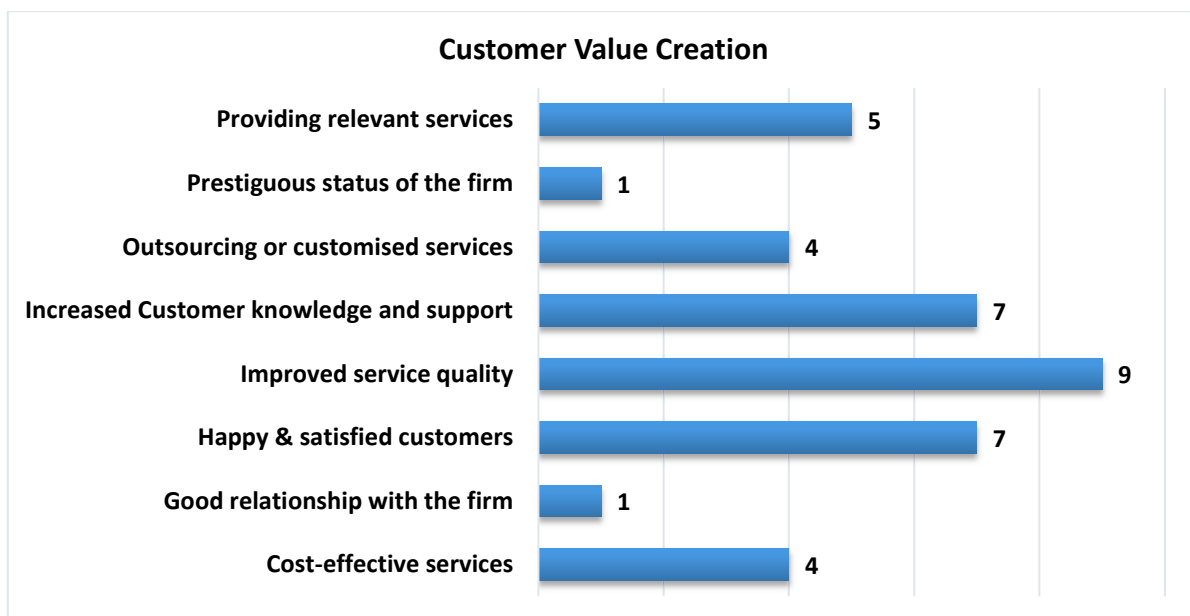 Customer Value Creation
Providing relevant services 5
Prestiguous status of the firm 1
Outsourcing or customised services 4
Increased Customer knowledge and support 7
Improved service quality 9
Happy & satisfied customers 7
Good relationship with the firm 1
Cost-effective services 4